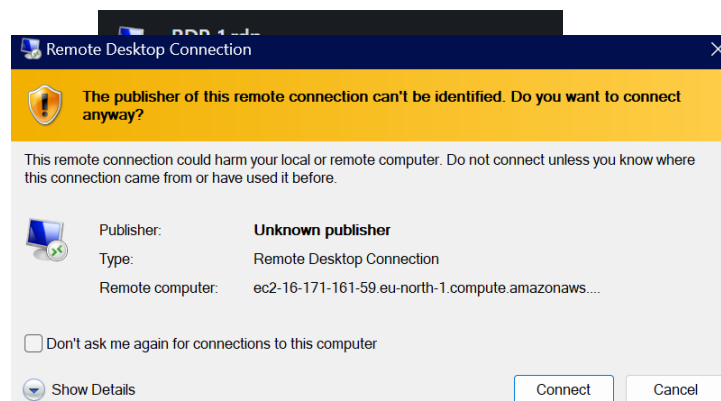 RDP 1.rdp
Remote Desktop Connection
The publisher of this remote connection can't be identified. Do you want to connect
anyway?
This remote connection could harm your local or remote computer. Do not connect unless you know where
this connection came from or have used it before.
Publisher: Unknown publisher
Type: Remote Desktop Connection
Remote computer: ec2-16-171-161-59.eu-north-1.compute.amazonaws....
Don't ask me again for connections to this computer
Show Details
Connect
Cancel